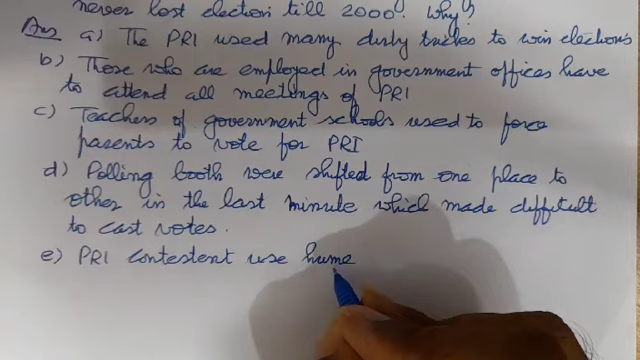 never lost election till 2000? Why?
Ans a) The PRI used many dirty tricks to win elections
b) Those who are employed in government offices have
to attend all meetings of PRI
c) Teachers of government schools used to force
parents to vote for PRI
d) Polling booth were shifted from one place to
other in the last minute which made diffitult
to cast votes.
e) PRI contestent use hume